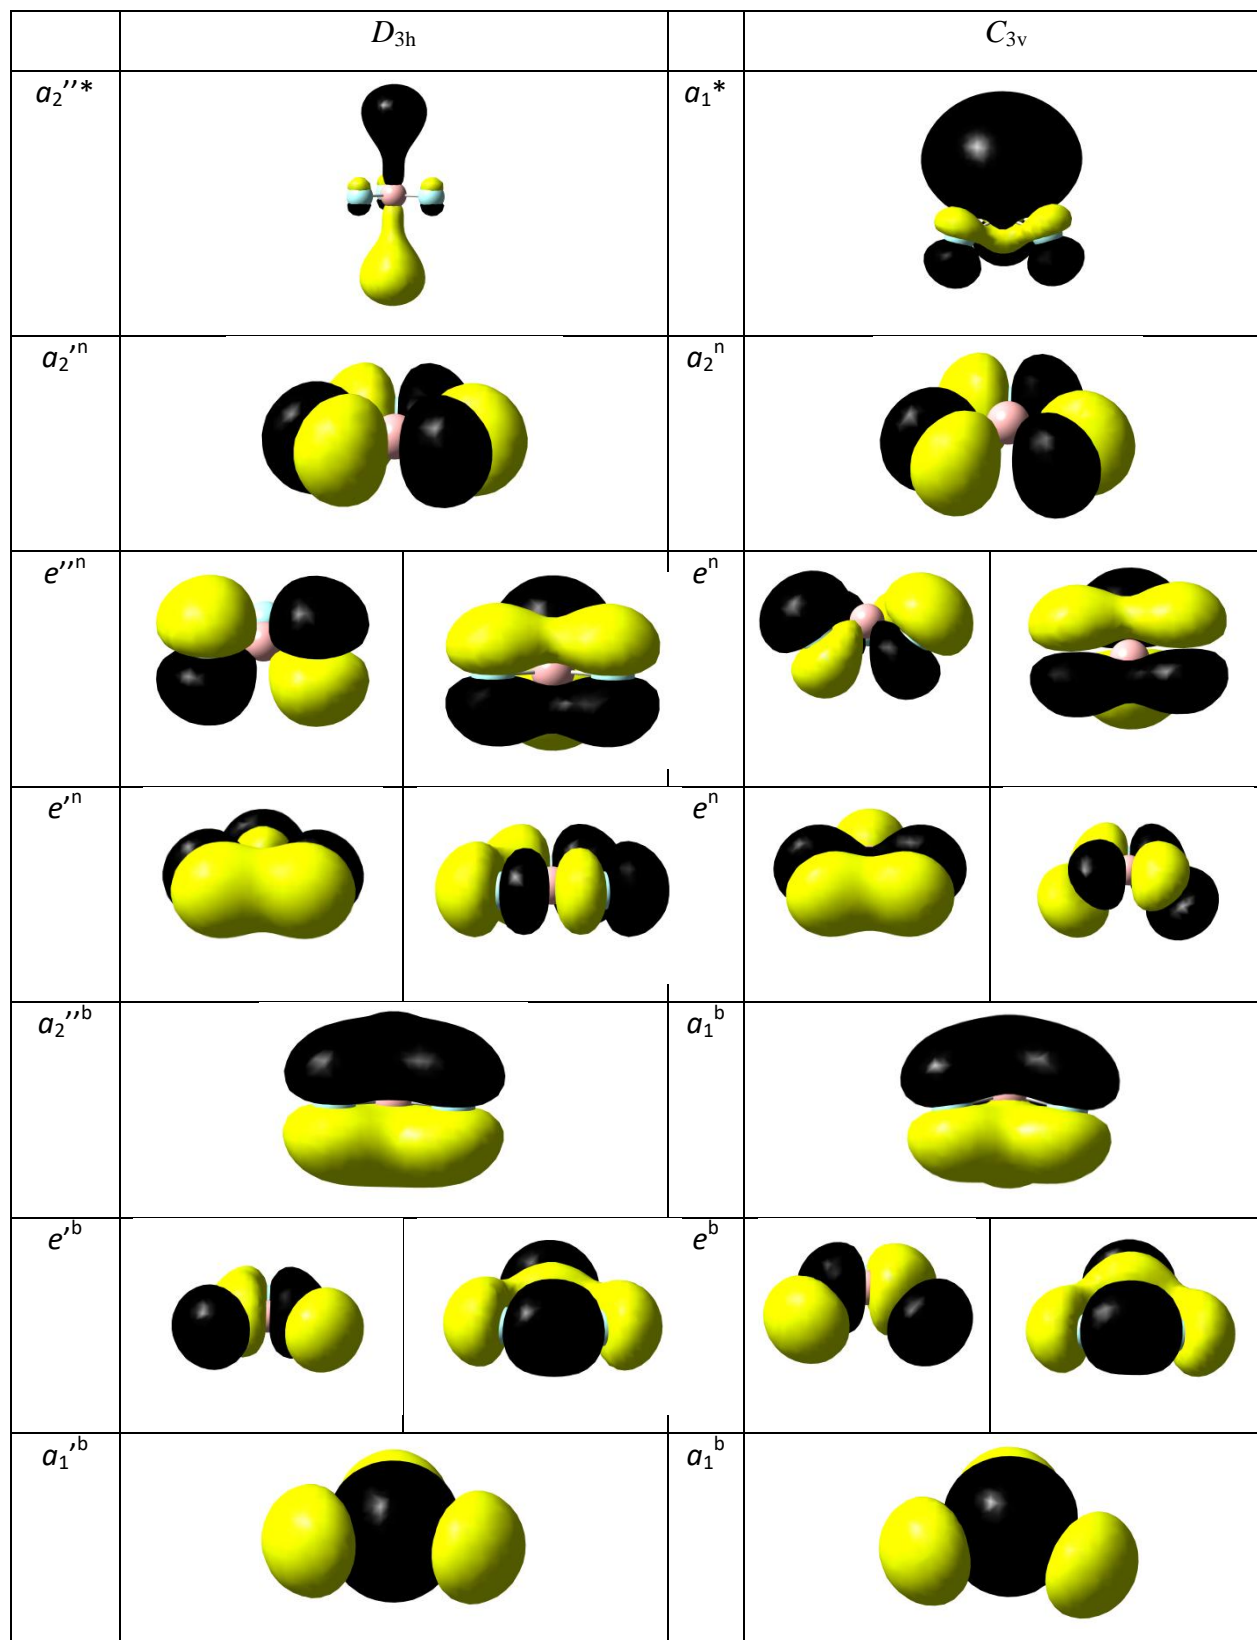 D3h C3v
a2′′* a1*
a2′n a2n
e′′n en
e′n en
a2′′b a1b
e′b eb
a1′b a1b